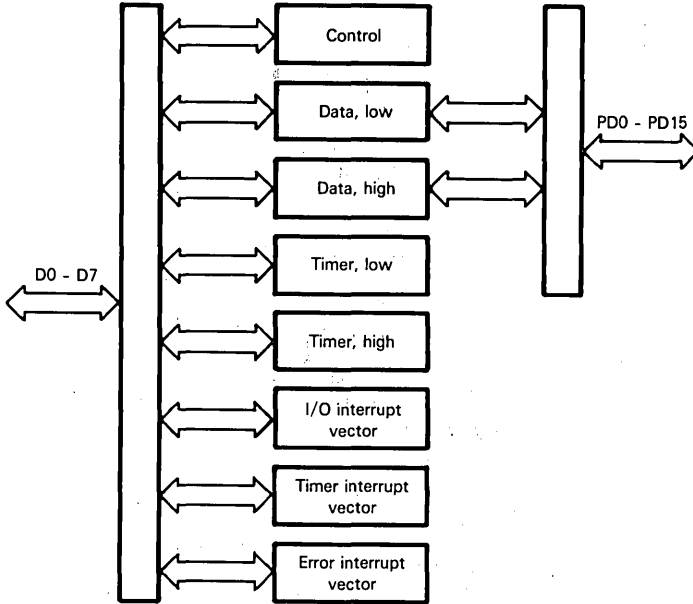 Control
Data, low
PD0 - PD15
Data, high
D0 - D7
Timer, low
Timer, high
I/O interrupt
vector
Timer interrupt
vector
Error interrupt
vector